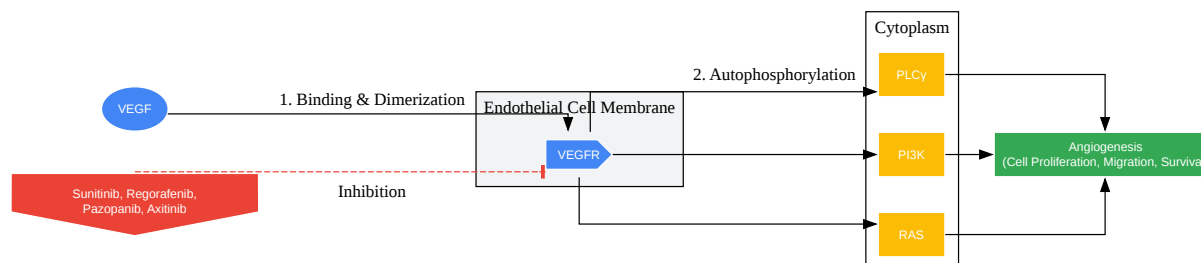 Cytoplasm
PLCγ
2. Autophosphorylation
VEGF
1. Binding & Dimerization
Endothelial Cell Membrane
VEGFR
PI3K
Angiogenesis
(Cell Proliferation, Migration, Surviva
Inhibition
Sunitinib, Regorafenib,
Pazopanib, Axitinib
RAS